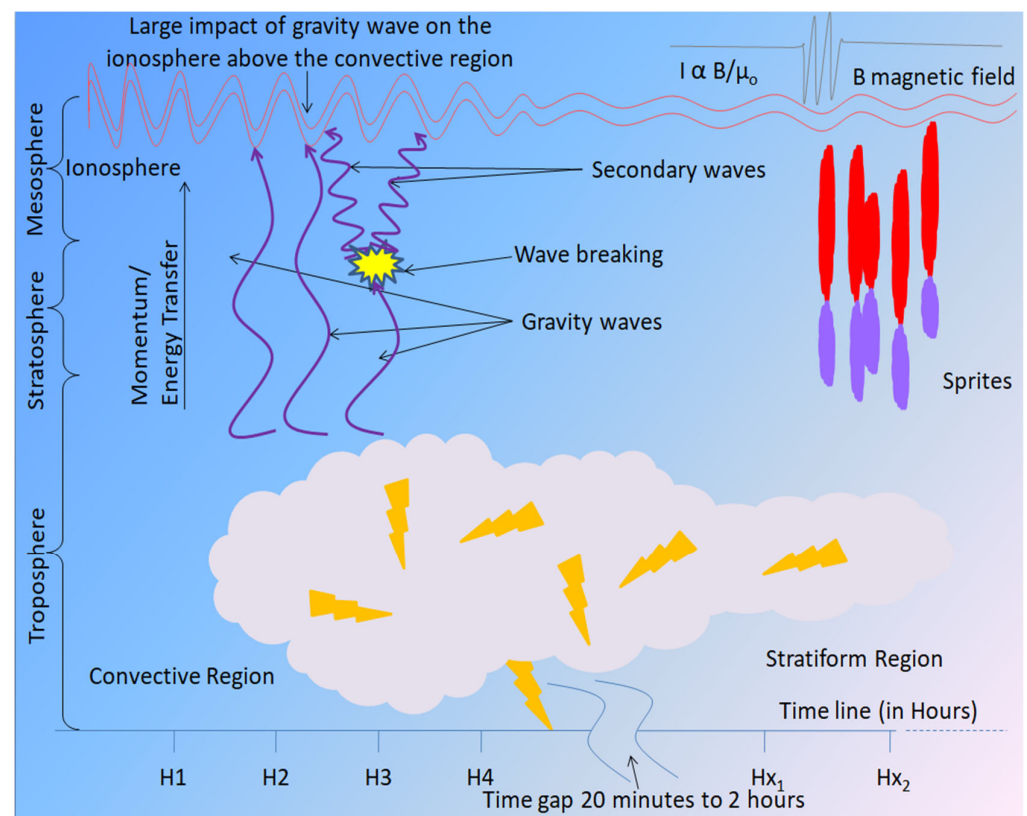 Large impact of gravity wave on the
ionosphere above the convective region
I α B/μₒ
B magnetic field
Mesosphere
Ionosphere
Secondary waves
Wave breaking
Momentum/
Energy Transfer
Gravity waves
Stratosphere
Sprites
Troposphere
Convective Region
Stratiform Region
Time line (in Hours)
H1
H2
H3
H4
Hx₁
Hx₂
Time gap 20 minutes to 2 hours